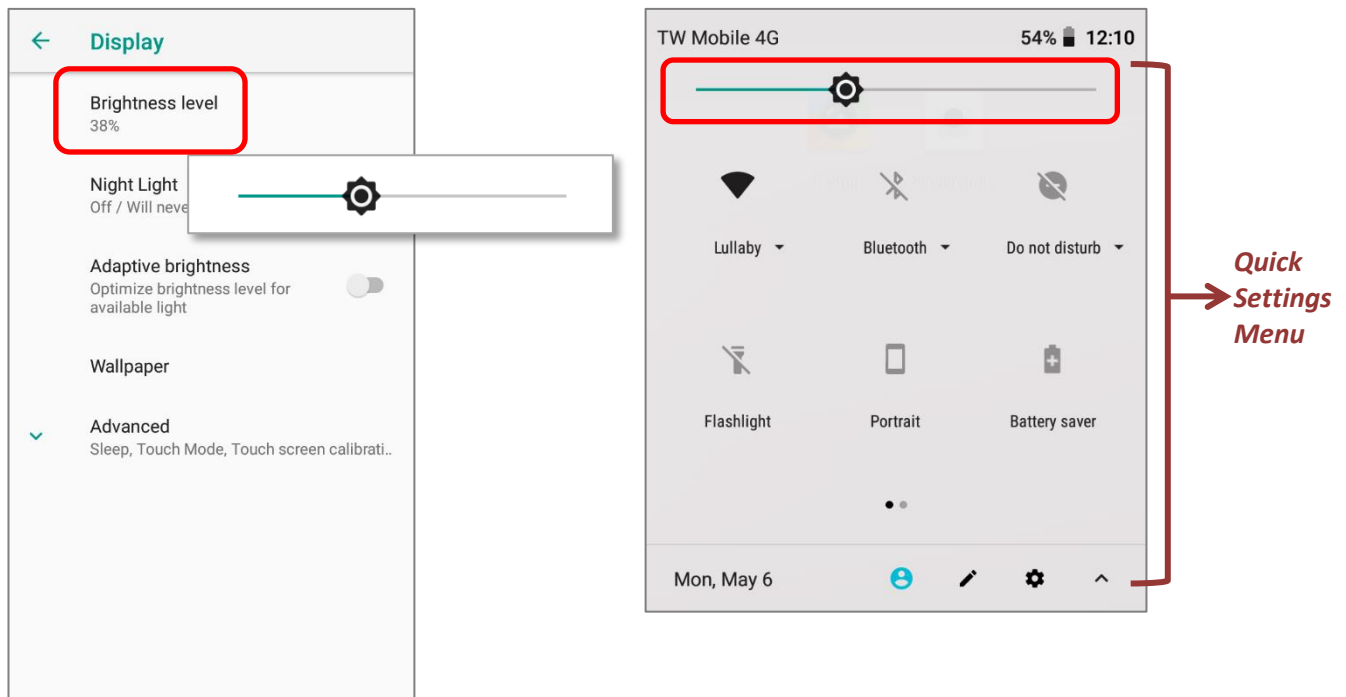 Display
Brightness level
38%
Night Light
Off / Will neve
Adaptive brightness
Optimize brightness level for
available light
Wallpaper
Advanced
Sleep, Touch Mode, Touch screen calibrati..
TW Mobile 4G 54% 12:10
Lullaby Bluetooth Do not disturb
Flashlight Portrait Battery saver
Mon, May 6
Quick
Settings
Menu